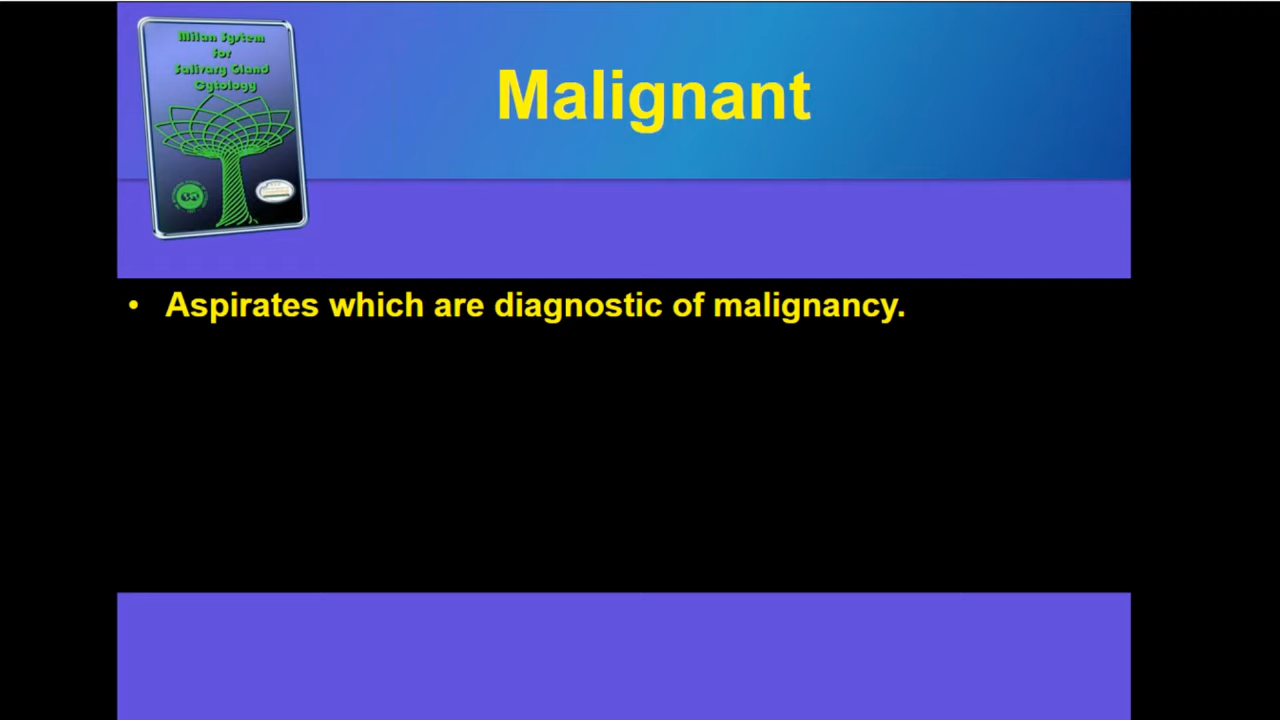 Milan System
for
Salivary Gland
Cytology
Malignant
• Aspirates which are diagnostic of malignancy.